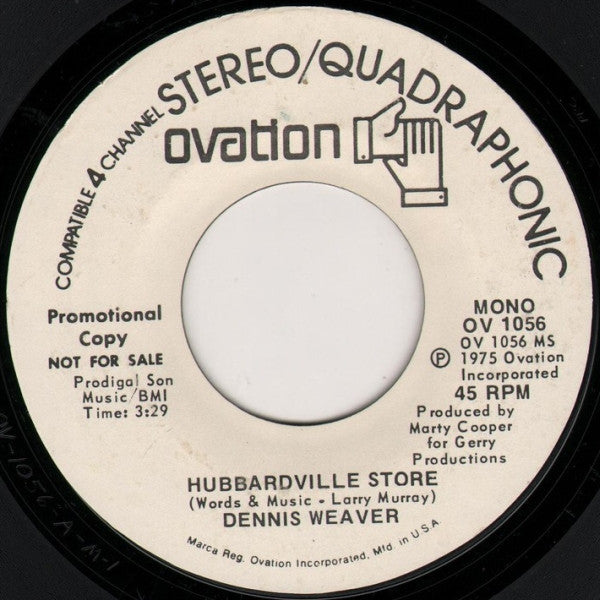 COMPATIBLE 4 CHANNEL STEREO/QUADRAPHONIC
ovation
Promotional
Copy
NOT FOR SALE
Prodigal Son
Music/BMI
Time: 3:29
MONO
OV 1056
OV 1056 MS
Ⓟ 1975 Ovation
Incorporated
45 RPM
Produced by
Marty Cooper
for Gerry
Productions
HUBBARDVILLE STORE
(Words & Music - Larry Murray)
DENNIS WEAVER
Marca Reg. Ovation Incorporated, Mfd. in U.S.A